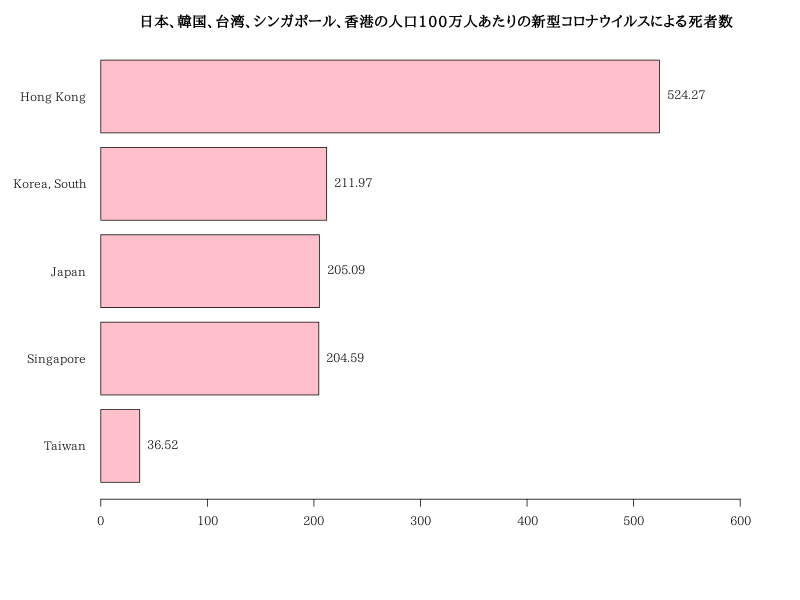 日本、韓国、台湾、シンガポール、香港の人口100万人あたりの新型コロナウイルスによる死者数
Hong Kong 524.27
Korea, South 211.97
Japan 205.09
Singapore 204.59
Taiwan 36.52
0 100 200 300 400 500 600